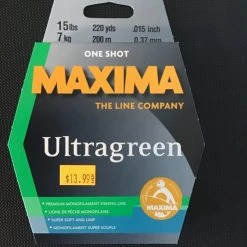 15lbs 220 yds .015 inch
7 kg 200 m 0.37 mm
ONE SHOT
MAXIMA
THE LINE COMPANY
Ultragreen
$13.99
• PREMIUM MONOFILAMENT FISHING LINE
• LIGNE DE PÊCHE MONOFILAIRE
• SUPER SOFT AND LIMP
• MONOFILAMENT SUPER SOUPLE
MAXIMA